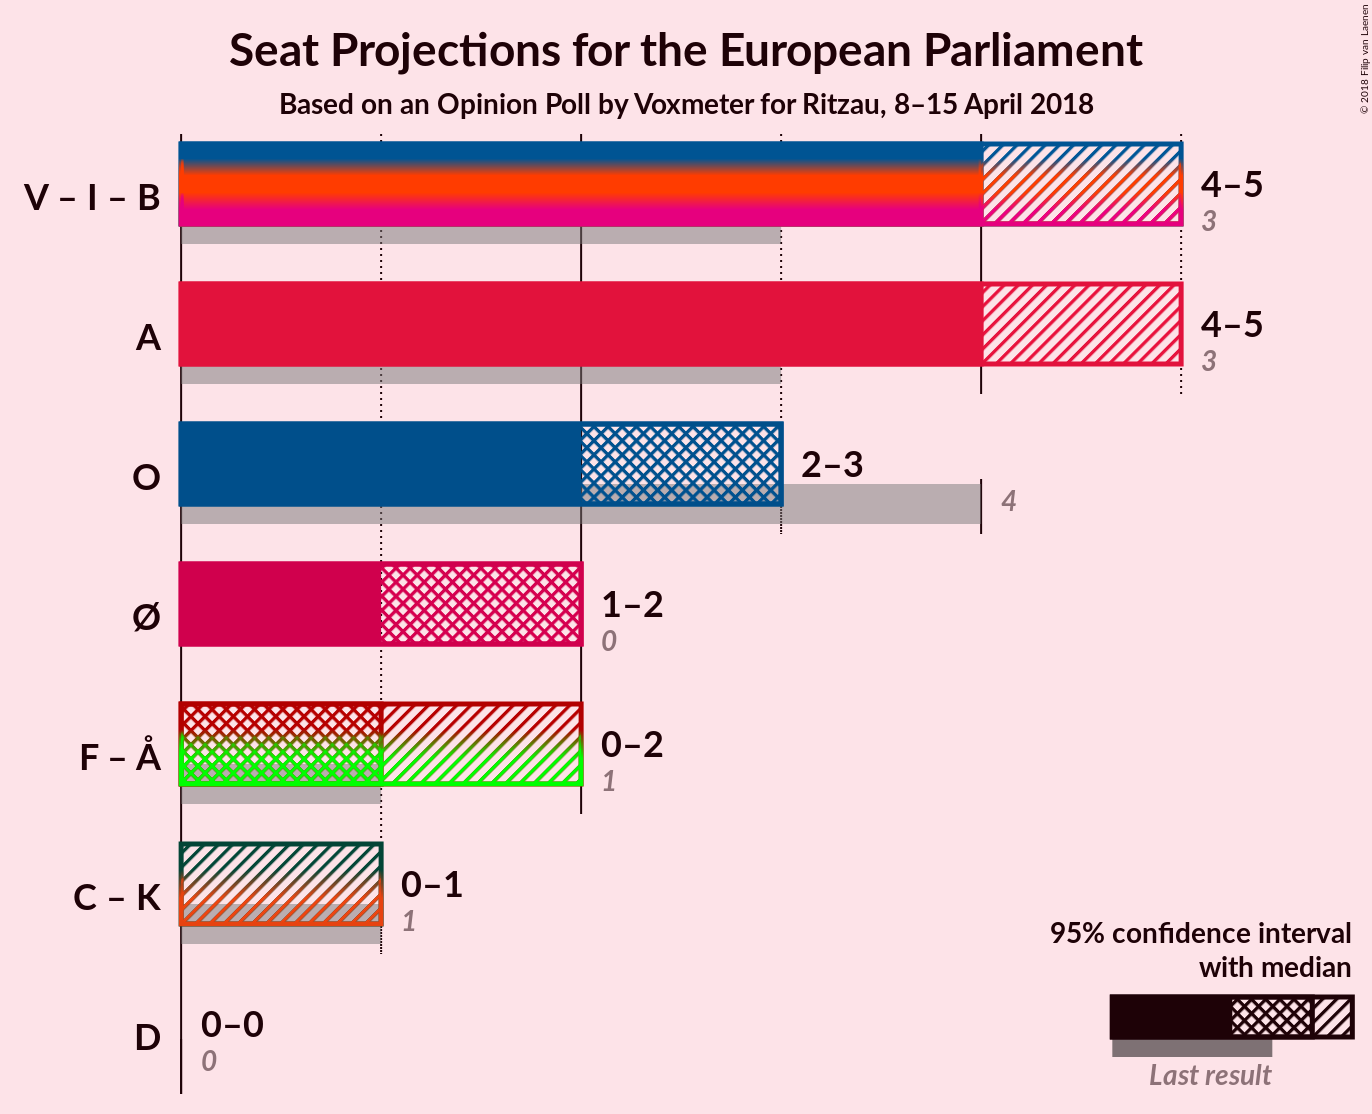 Seat Projections for the European Parliament
Based on an Opinion Poll by Voxmeter for Ritzau, 8–15 April 2018
© 2018 Filip van Laenen
V – I – B
4–5
3
A
4–5
3
O
2–3
4
Ø
1–2
0
F – Å
0–2
1
C – K
0–1
1
D
0–0
0
95% confidence interval
with median
Last result